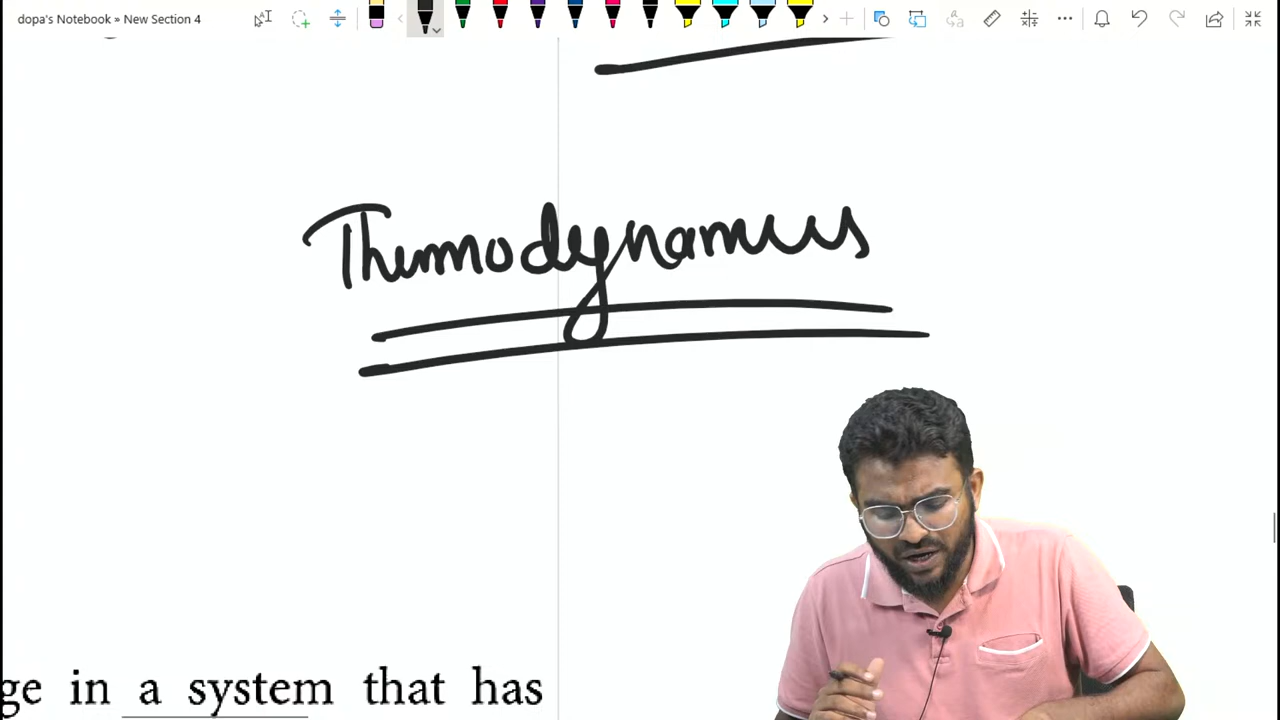 dopa's Notebook » New Section 4
Thermodynamics
ge in a system that has